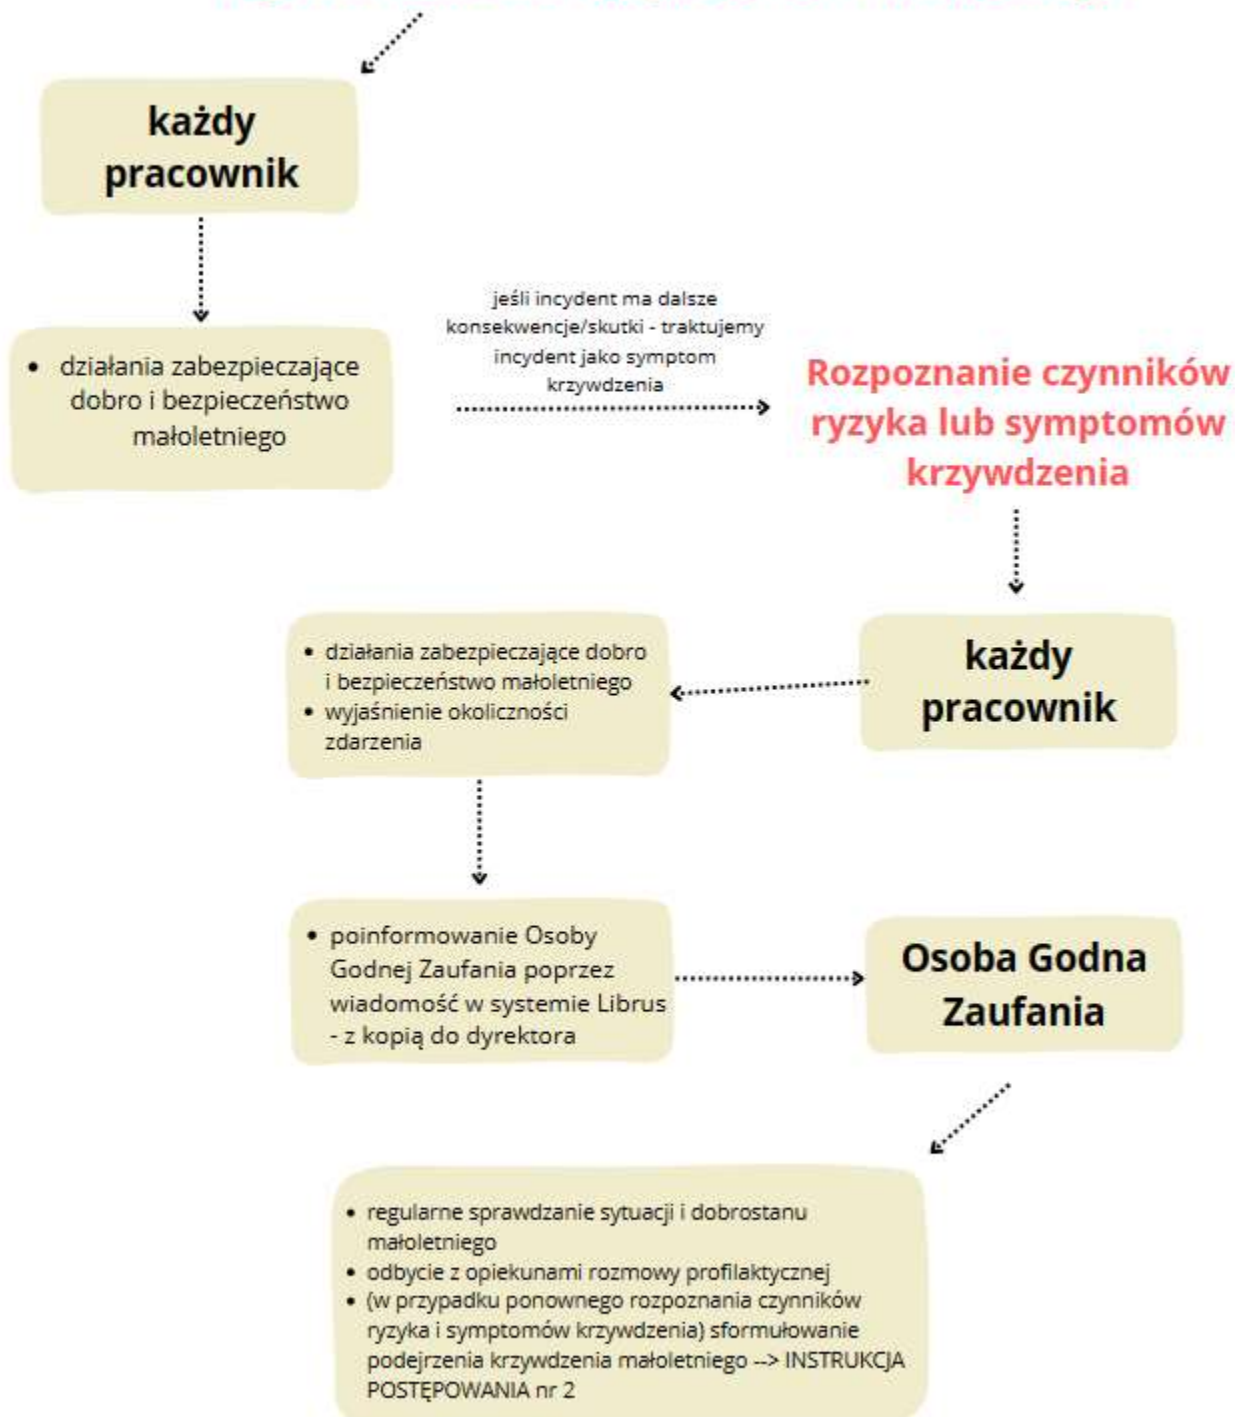 każdy
pracownik
• działania zabezpieczające
dobro i bezpieczeństwo
małoletniego
jeśli incydent ma dalsze
konsekwencje/skutki - traktujemy
incydent jako symptom
krzywdzenia
Rozpoznanie czynników
ryzyka lub symptomów
krzywdzenia
każdy
pracownik
• działania zabezpieczające dobro
i bezpieczeństwo małoletniego
• wyjaśnienie okoliczności
zdarzenia
• poinformowanie Osoby
Godnej Zaufania poprzez
wiadomość w systemie Librus
- z kopią do dyrektora
Osoba Godna
Zaufania
• regularne sprawdzanie sytuacji i dobrostanu
małoletniego
• odbycie z opiekunami rozmowy profilaktycznej
• (w przypadku ponownego rozpoznania czynników
ryzyka i symptomów krzywdzenia) sformułowanie
podejrzenia krzywdzenia małoletniego --> INSTRUKCJA
POSTĘPOWANIA nr 2